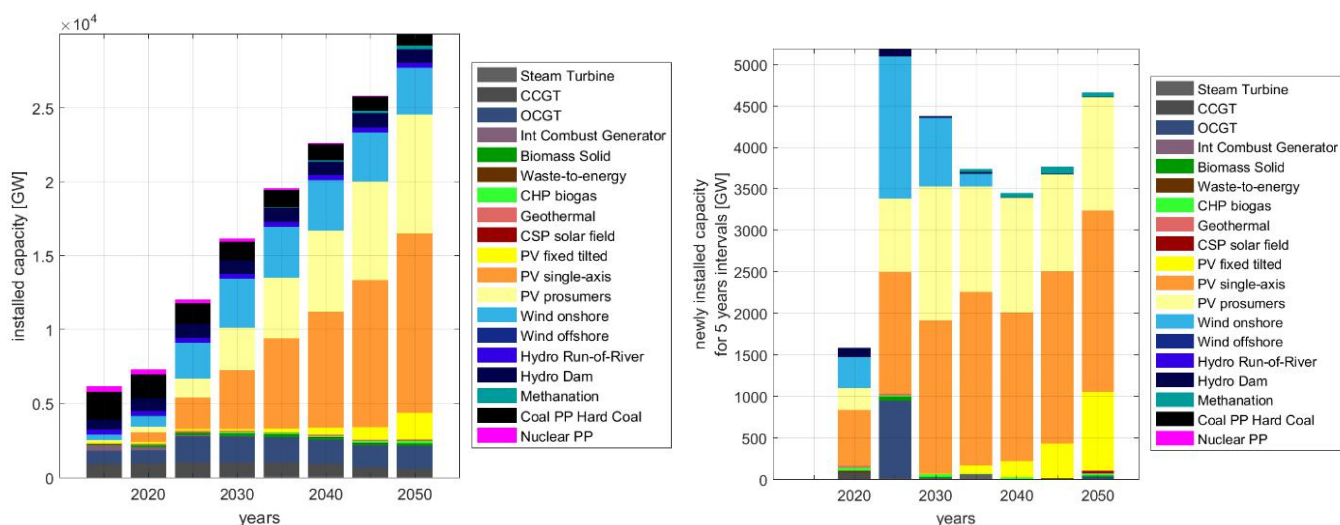 ×10⁴
2.5
2
1.5
1
0.5
0
2020
2030
2040
2050
years
installed capacity [GW]
Steam Turbine
CCGT
OCGT
Int Combust Generator
Biomass Solid
Waste-to-energy
CHP biogas
Geothermal
CSP solar field
PV fixed tilted
PV single-axis
PV prosumers
Wind onshore
Wind offshore
Hydro Run-of-River
Hydro Dam
Methanation
Coal PP Hard Coal
Nuclear PP
newly installed capacity
for 5 years intervals [GW]
5000
4500
4000
3500
3000
2500
2000
1500
1000
500
0
2020
2030
2040
2050
years
Steam Turbine
CCGT
OCGT
Int Combust Generator
Biomass Solid
Waste-to-energy
CHP biogas
Geothermal
CSP solar field
PV fixed tilted
PV single-axis
PV prosumers
Wind onshore
Wind offshore
Hydro Run-of-River
Hydro Dam
Methanation
Coal PP Hard Coal
Nuclear PP